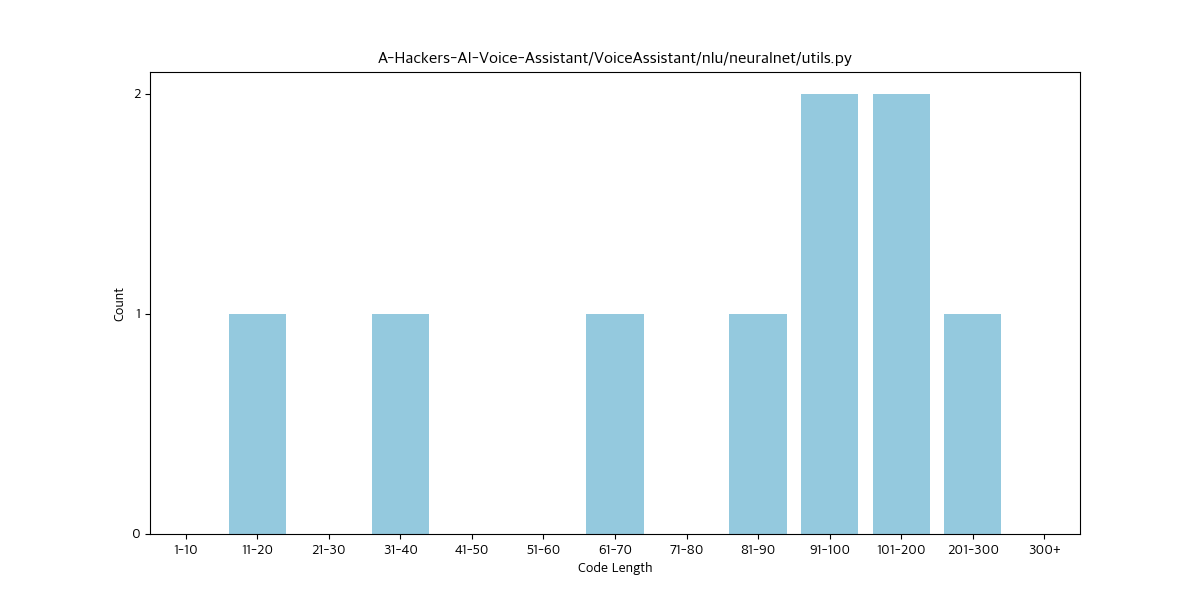 A-Hackers-AI-Voice-Assistant/VoiceAssistant/nlu/neuralnet/utils.py
Count
2
1
0
1-10 11-20 21-30 31-40 41-50 51-60 61-70 71-80 81-90 91-100 101-200 201-300 300+
Code Length